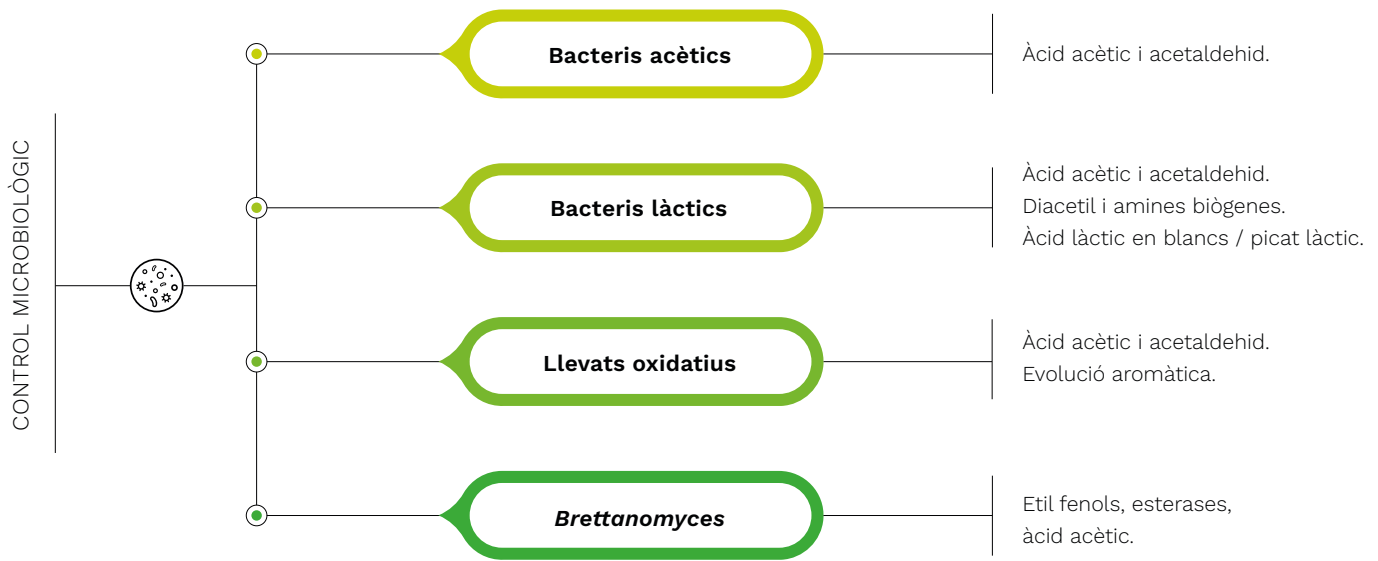 CONTROL MICROBIOLÒGIC
Bacteris acètics
Àcid acètic i acetaldehid.
Bacteris làctics
Àcid acètic i acetaldehid.
Diacetil i amines biògenes.
Àcid làctic en blancs / picat làctic.
Llevats oxidatius
Àcid acètic i acetaldehid.
Evolució aromàtica.
Brettanomyces
Etil fenols, esterases,
àcid acètic.